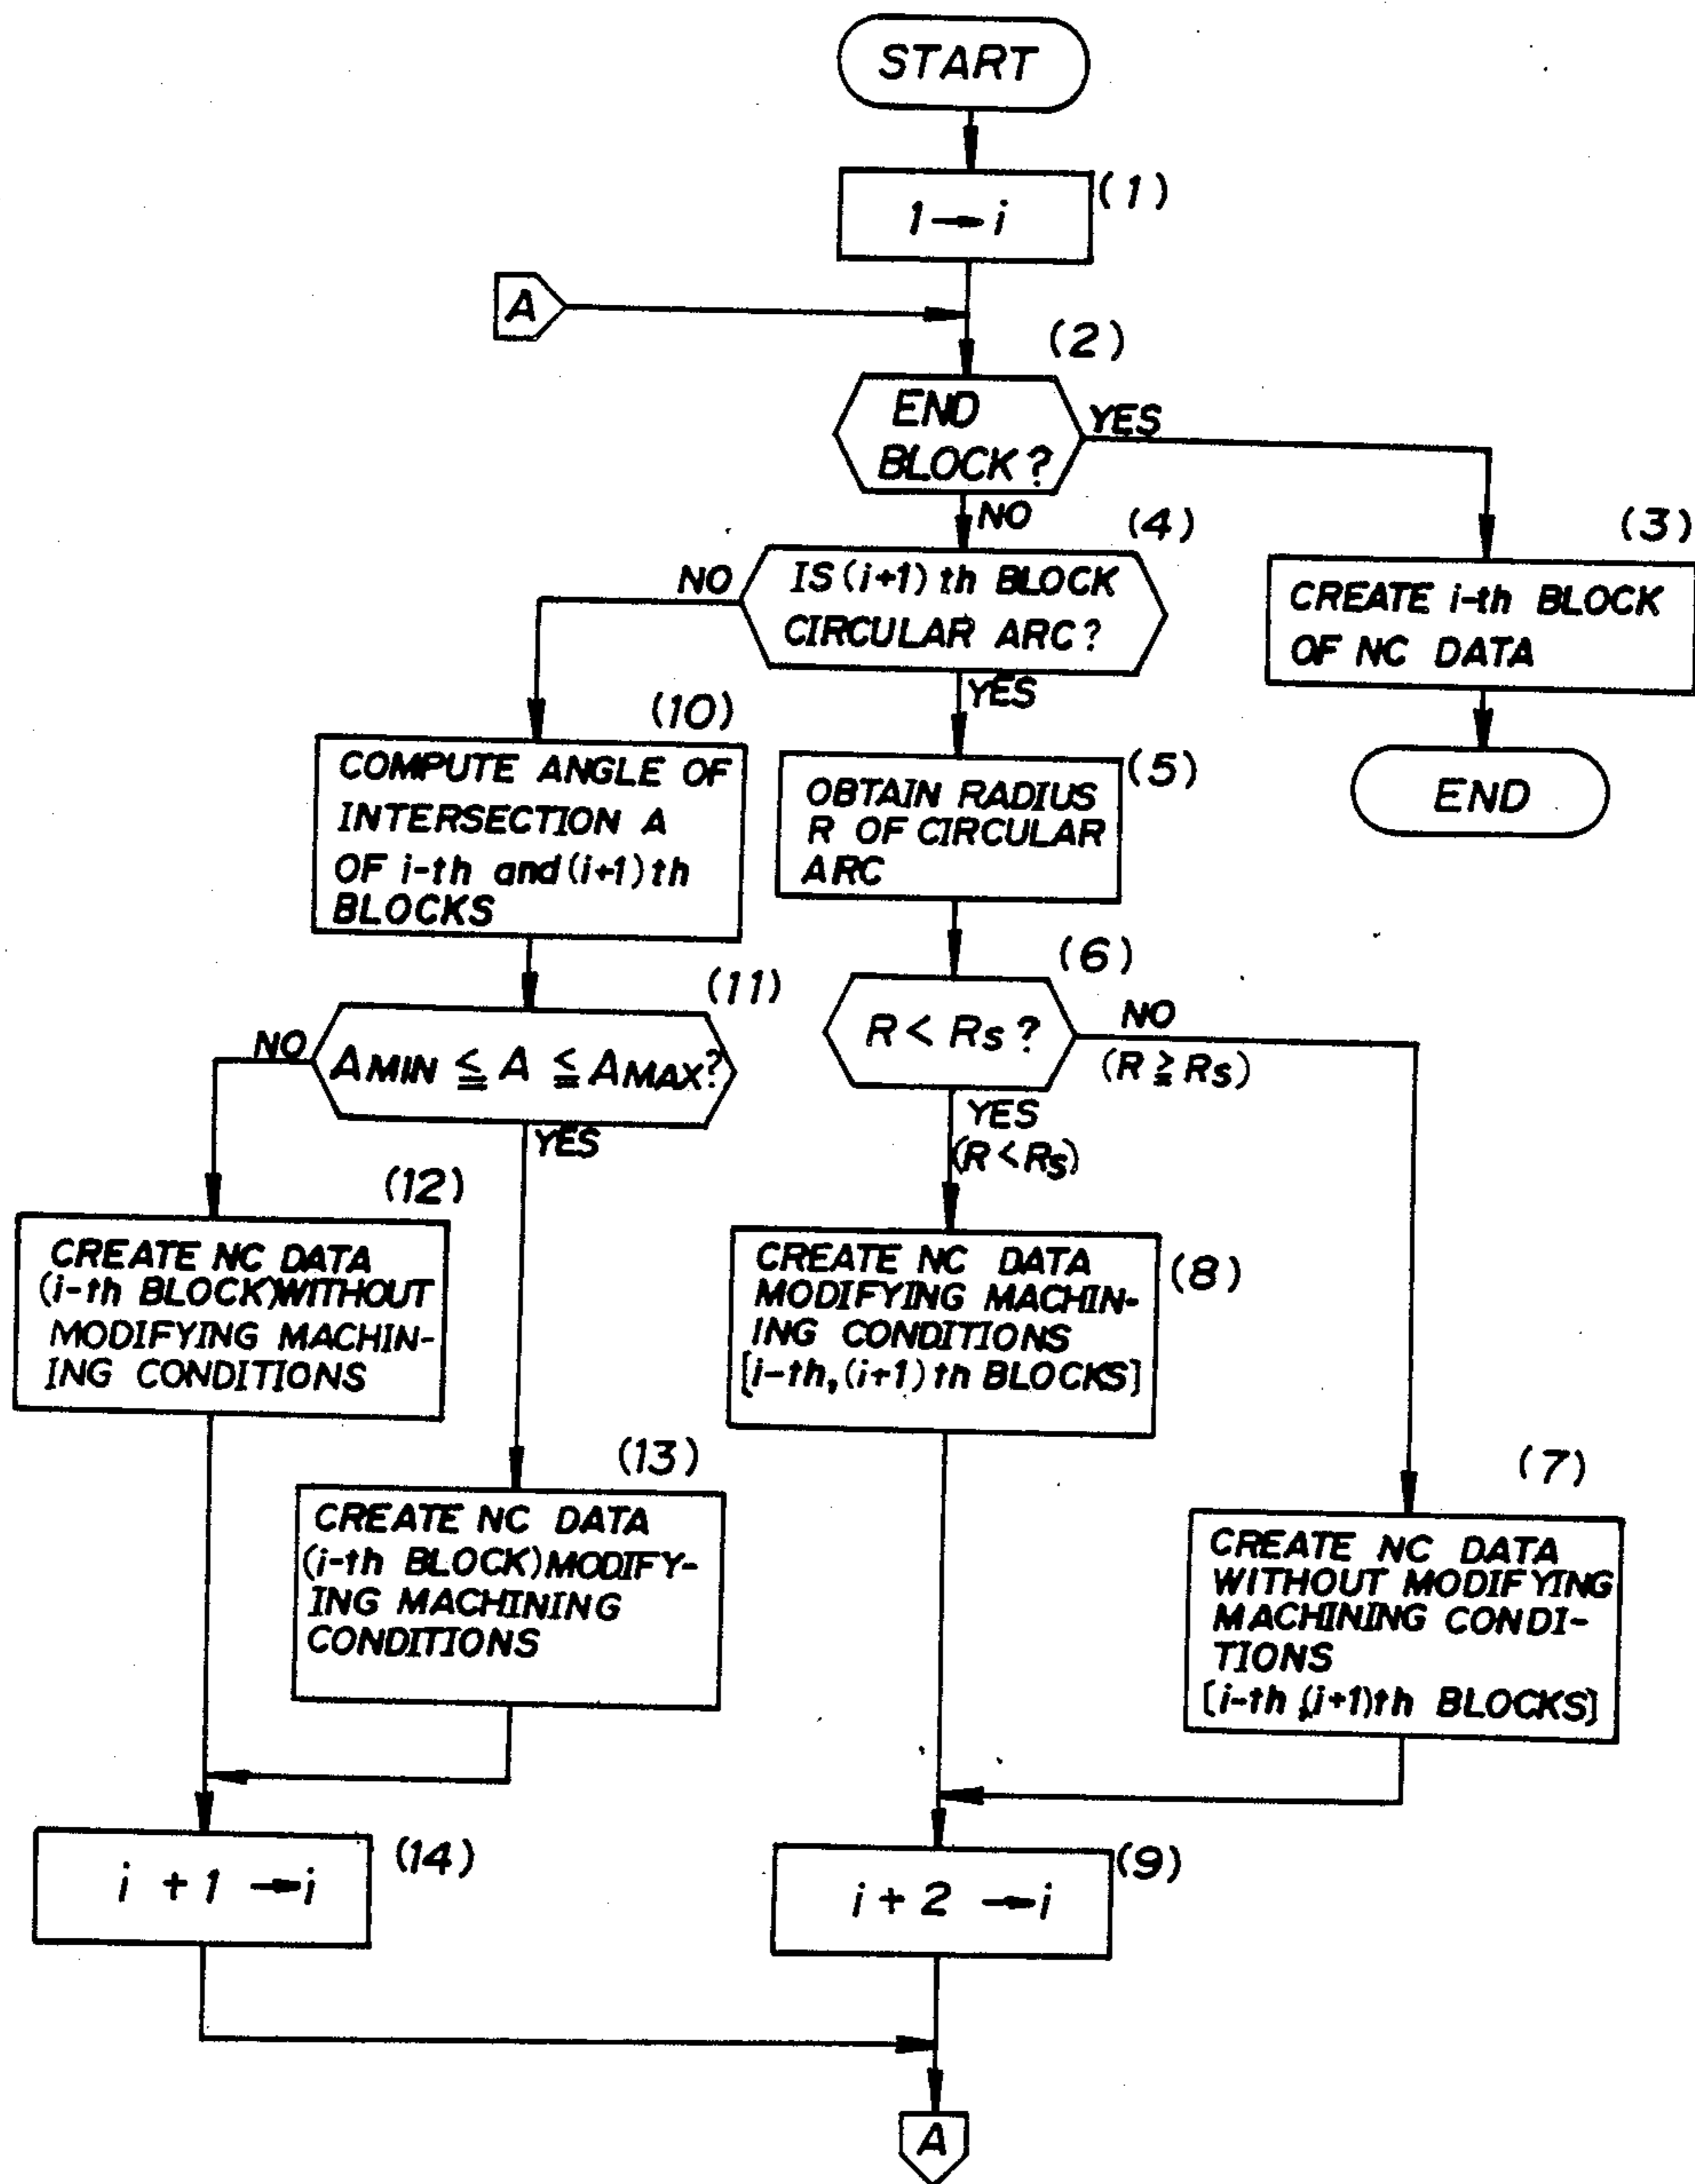 START
(1)
1→i
A
(2)
END
BLOCK?
YES
NO
(4)
(3)
NO
IS (i+1) th BLOCK
CIRCULAR ARC?
YES
CREATE i-th BLOCK
OF NC DATA
END
(10)
COMPUTE ANGLE OF
INTERSECTION A
OF i-th and (i+1)th
BLOCKS
(5)
OBTAIN RADIUS
R OF CIRCULAR
ARC
(11)
NO
AMIN ≦ A ≦ AMAX?
YES
(6)
R < RS ?
NO
(R ≧ RS)
YES
(R < RS)
(12)
CREATE NC DATA
(i-th BLOCK) WITHOUT
MODIFYING MACHIN-
ING CONDITIONS
(8)
CREATE NC DATA
MODIFYING MACHIN-
ING CONDITIONS
[i-th, (i+1) th BLOCKS]
(13)
CREATE NC DATA
(i-th BLOCK) MODIFY-
ING MACHINING
CONDITIONS
(7)
CREATE NC DATA
WITHOUT MODIFYING
MACHINING CONDI-
TIONS
[i-th, (i+1)th BLOCKS]
(14)
i + 1 → i
(9)
i + 2 → i
A